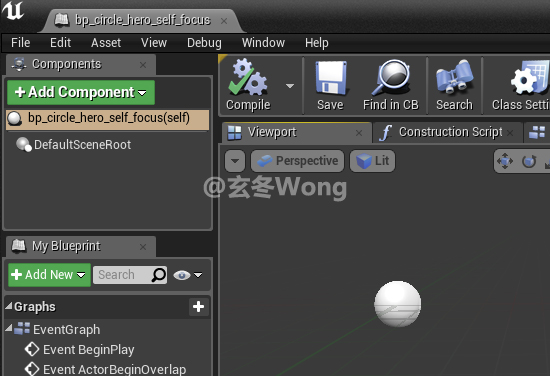 bp_circle_hero_self_focus
File Edit Asset View Debug Window Help
Components
+ Add Component
bp_circle_hero_self_focus(self)
DefaultSceneRoot
My Blueprint
+ Add New Search
Graphs
EventGraph
Event BeginPlay
Event ActorBeginOverlap
Compile Save Find in CB Search Class Setti
Viewport Construction Script
Perspective Lit
@玄冬Wong